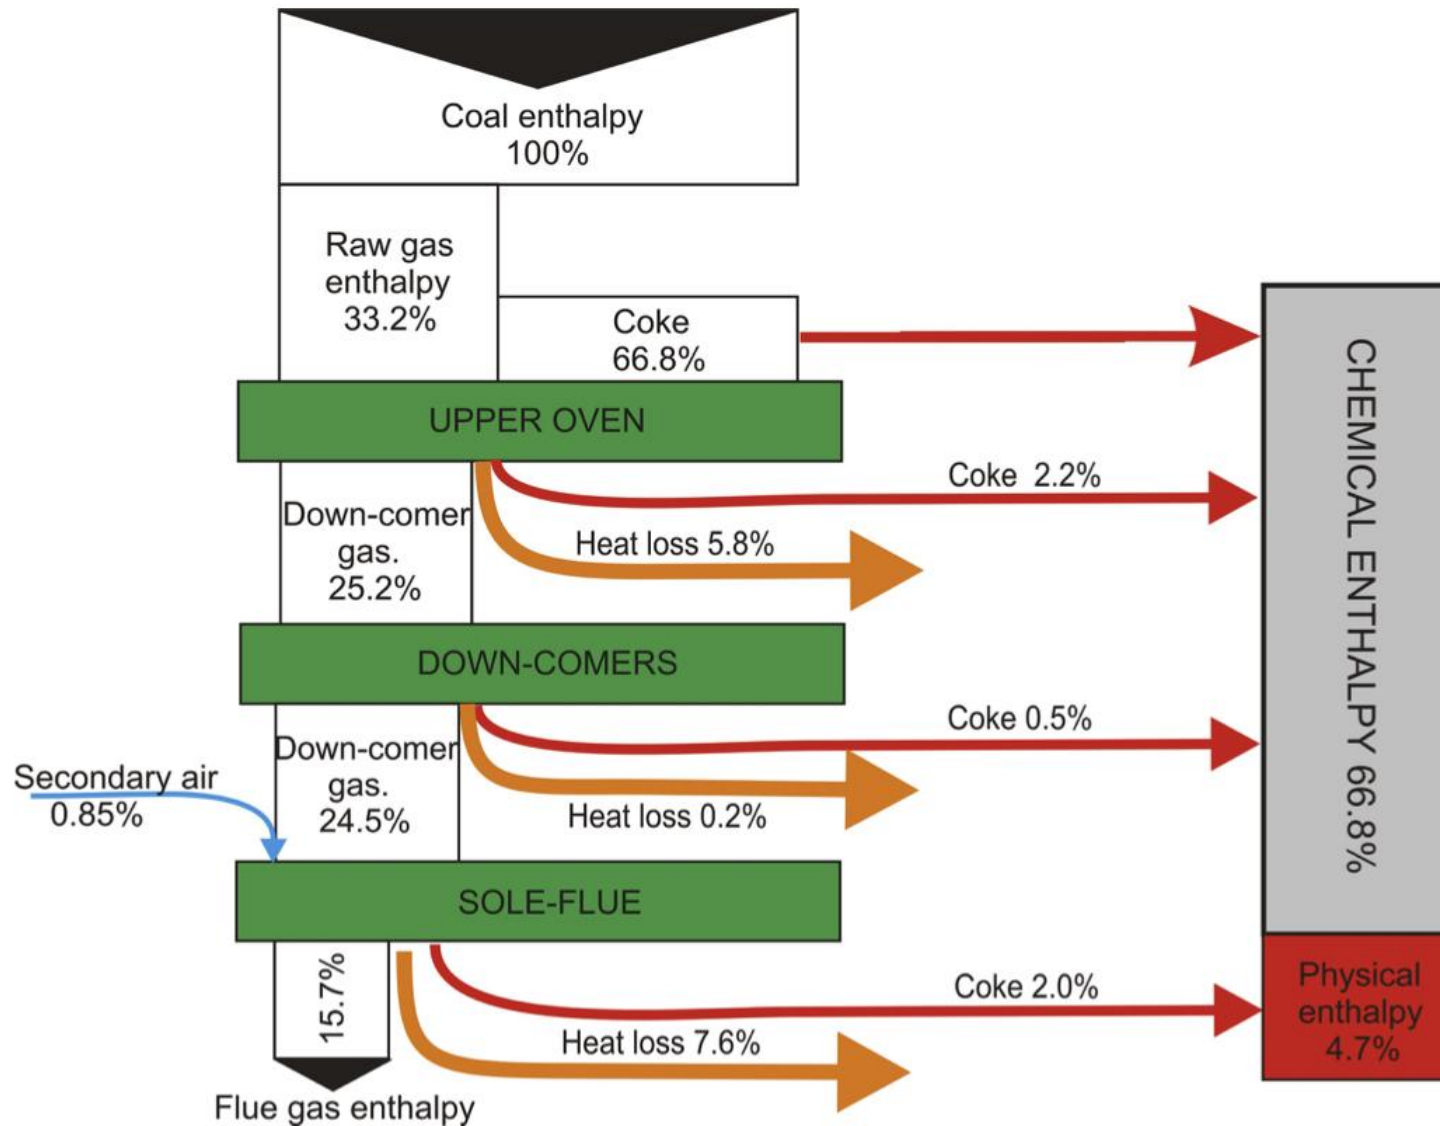 Coal enthalpy
100%
Raw gas
enthalpy
33.2%
Coke
66.8%
UPPER OVEN
Coke 2.2%
Down-comer
gas.
25.2%
Heat loss 5.8%
DOWN-COMERS
Coke 0.5%
Down-comer
gas.
24.5%
Secondary air
0.85%
Heat loss 0.2%
SOLE-FLUE
15.7%
Coke 2.0%
Heat loss 7.6%
Flue gas enthalpy
CHEMICAL ENTHALPY 66.8%
Physical
enthalpy
4.7%